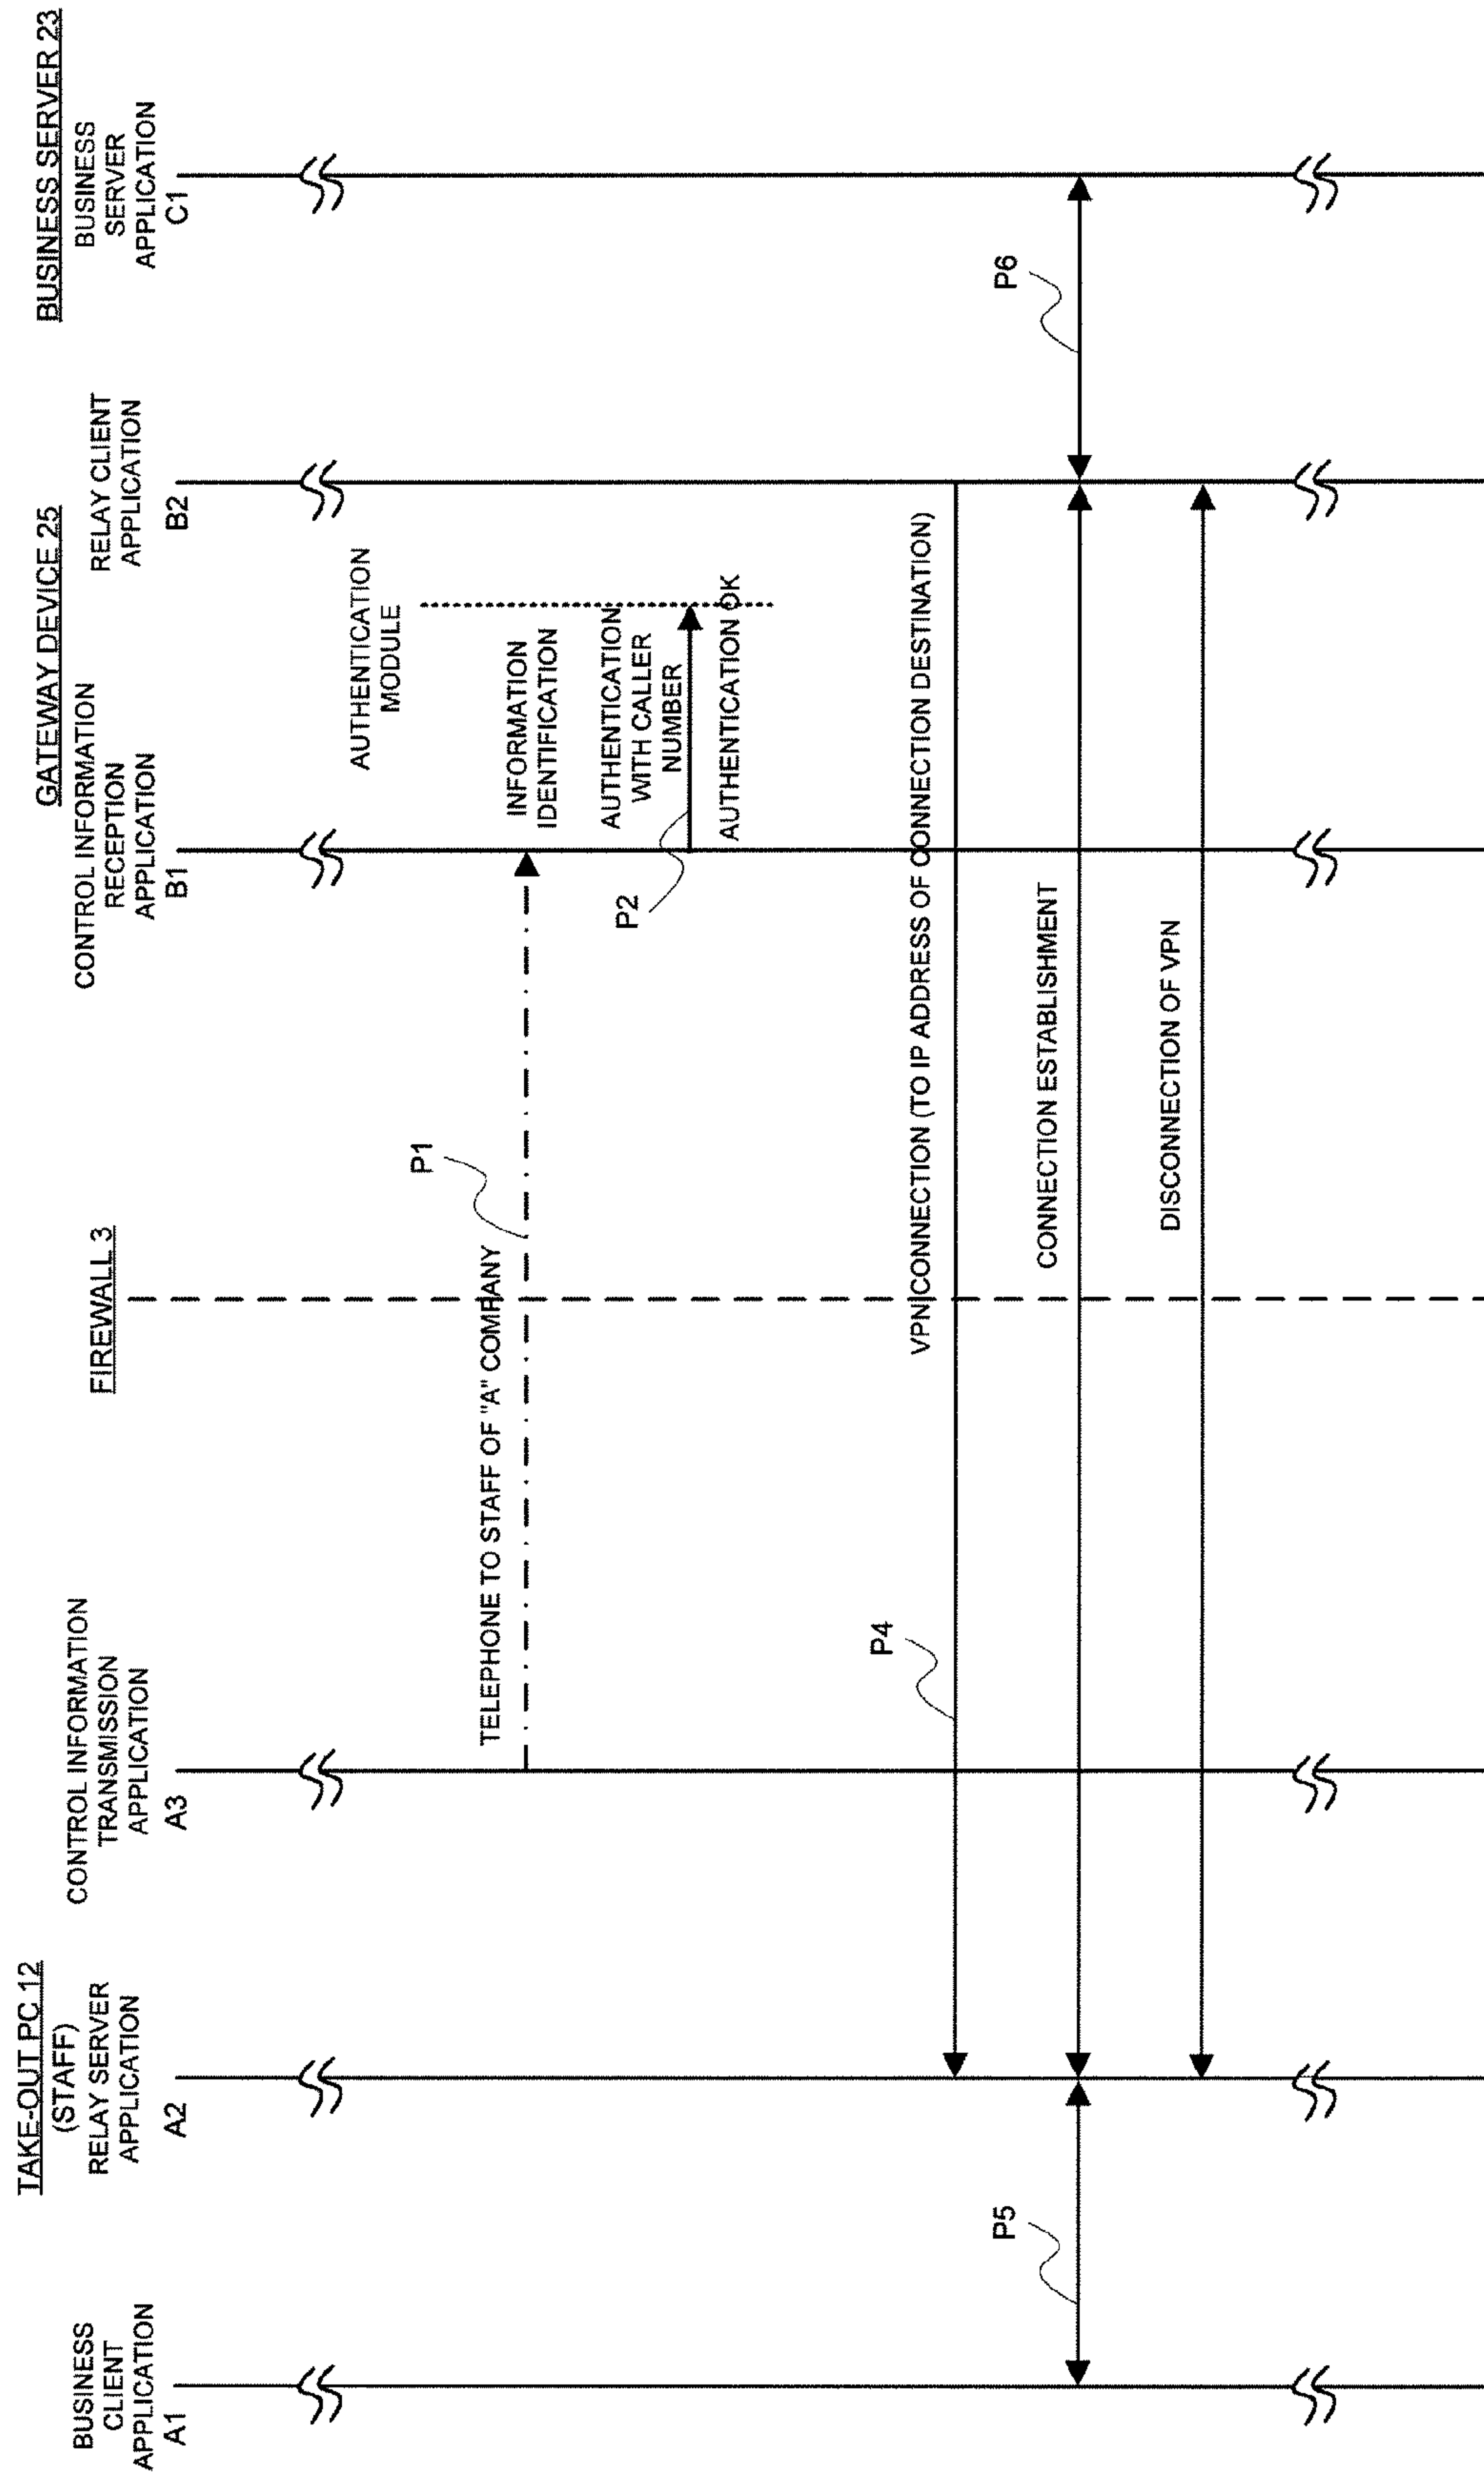 TAKE-OUT PC 12
(STAFF)
BUSINESS
CLIENT
APPLICATION
A1
RELAY SERVER
APPLICATION
A2
CONTROL INFORMATION
TRANSMISSION
APPLICATION
A3
FIREWALL 3
GATEWAY DEVICE 25
CONTROL INFORMATION
RECEPTION
APPLICATION
B1
RELAY CLIENT
APPLICATION
B2
BUSINESS SERVER 23
BUSINESS
SERVER
APPLICATION
C1
AUTHENTICATION
MODULE
P1
TELEPHONE TO STAFF OF "A" COMPANY
INFORMATION
IDENTIFICATION
AUTHENTICATION
WITH CALLER
NUMBER
P2
AUTHENTICATION OK
P4
VPN CONNECTION (TO IP ADDRESS OF CONNECTION DESTINATION)
P5
CONNECTION ESTABLISHMENT
P6
DISCONNECTION OF VPN